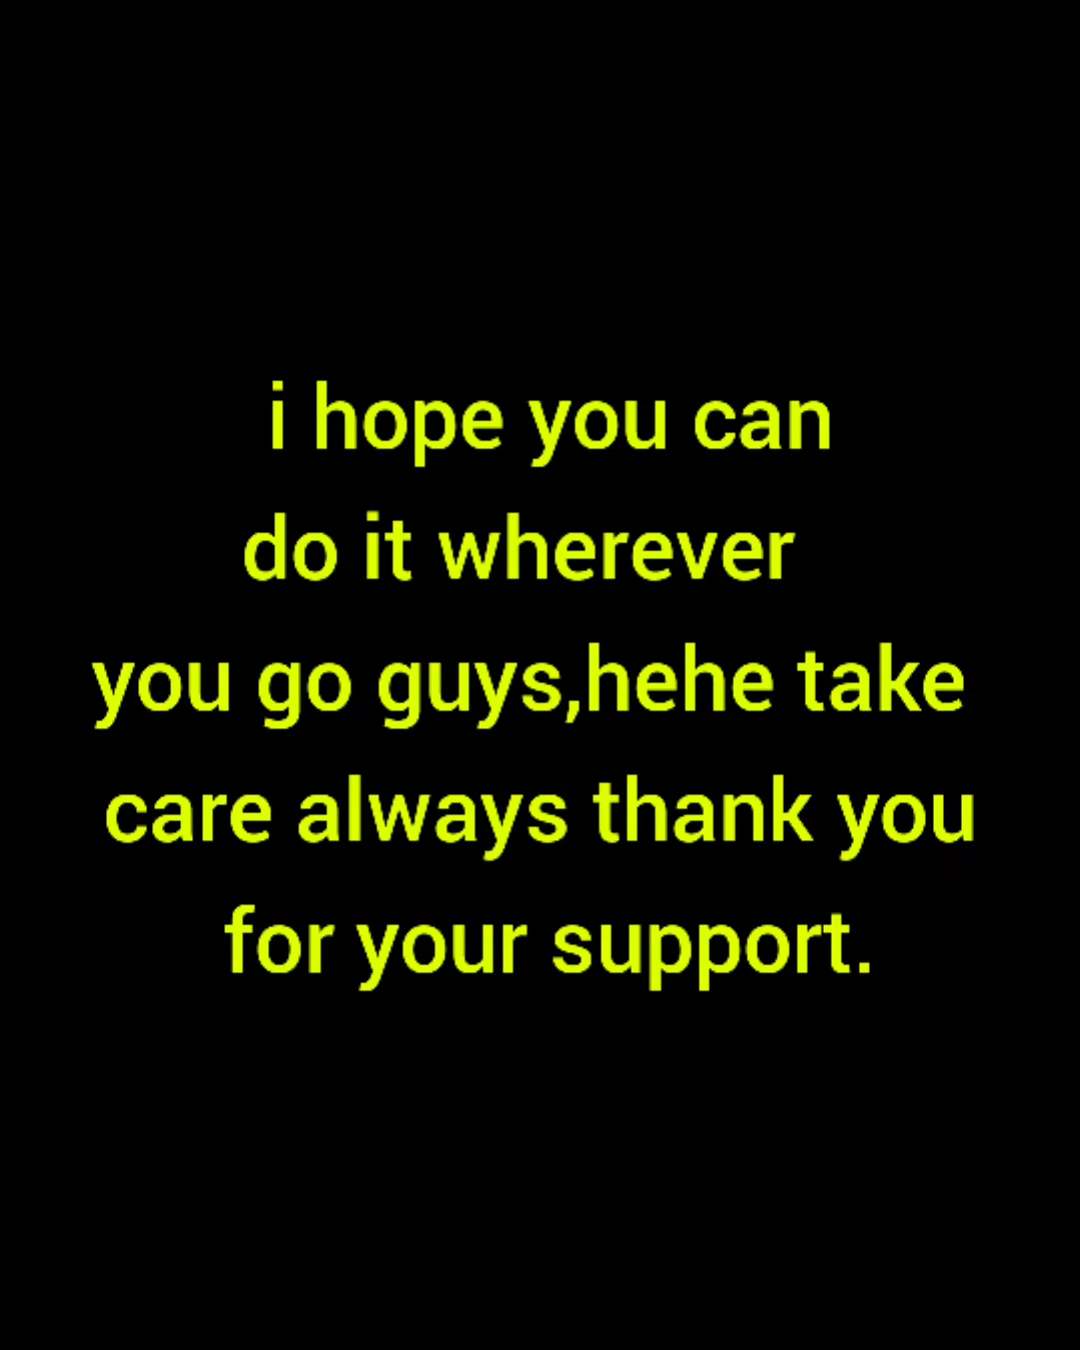 i hope you can
do it wherever
you go guys,hehe take
care always thank you
for your support.